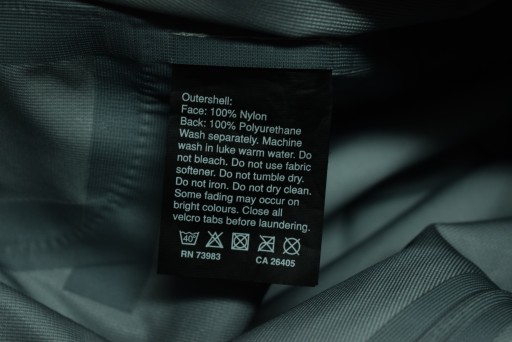 Outershell:
Face: 100% Nylon
Back: 100% Polyurethane
Wash separately. Machine
wash in luke warm water. Do
not bleach. Do not use fabric
softener. Do not tumble dry.
Do not iron. Do not dry clean.
Some fading may occur on
bright colours. Close all
velcro tabs before laundering.
40°
RN 73983 CA 26405